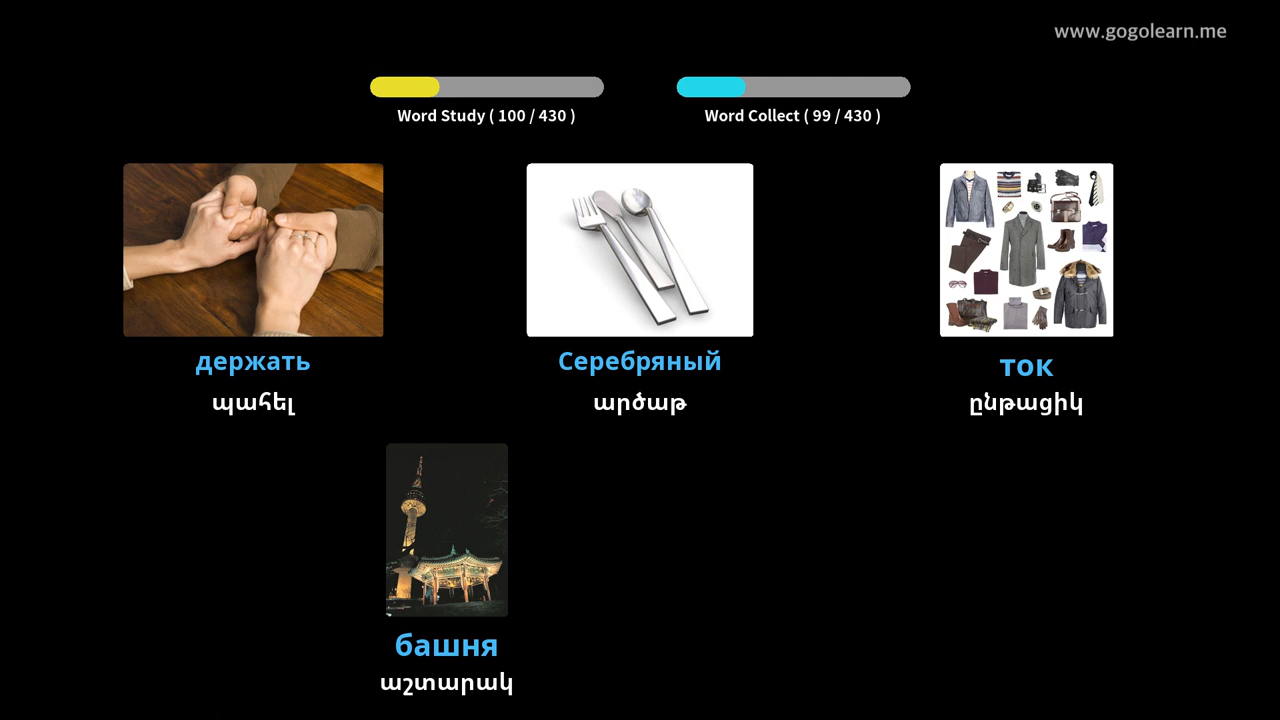 www.gogolearn.me
Word Study ( 100 / 430 )
Word Collect ( 99 / 430 )
держать
Серебряный
ток
պահել
արծաթ
ընթացիկ
башня
աշտարակ